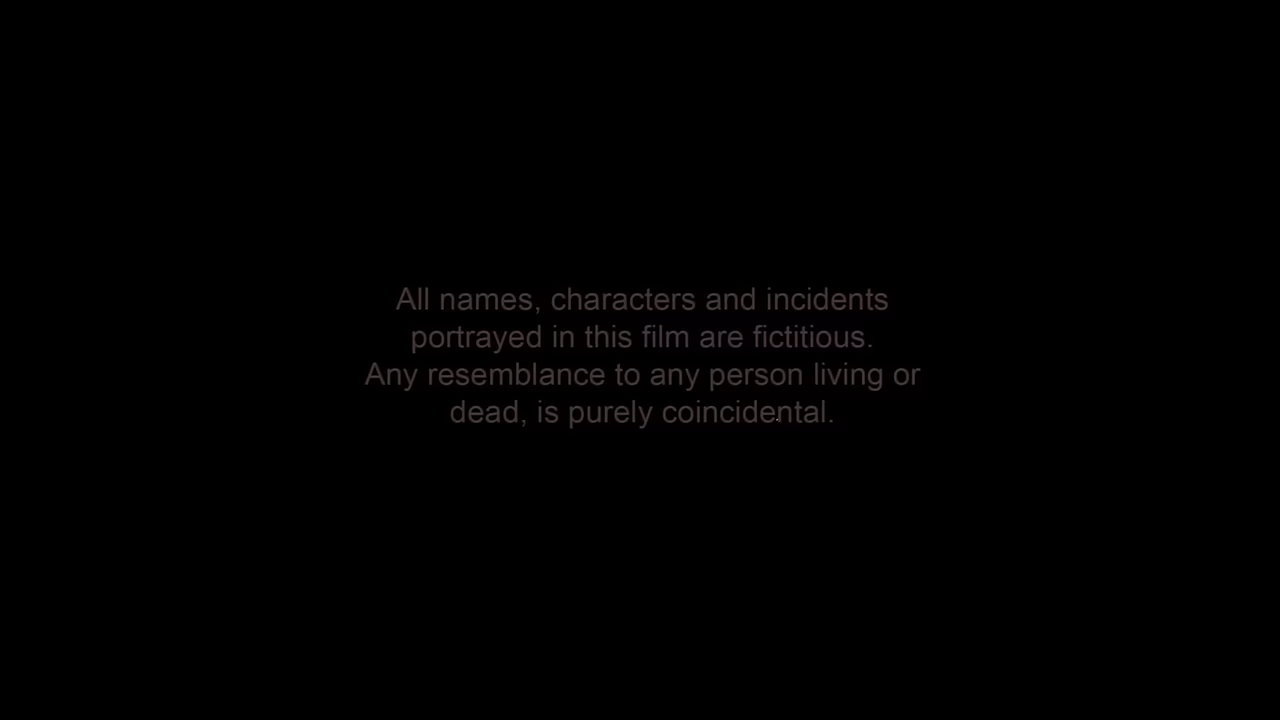 All names, characters and incidents
portrayed in this film are fictitious.
Any resemblance to any person living or
dead, is purely coincidental.